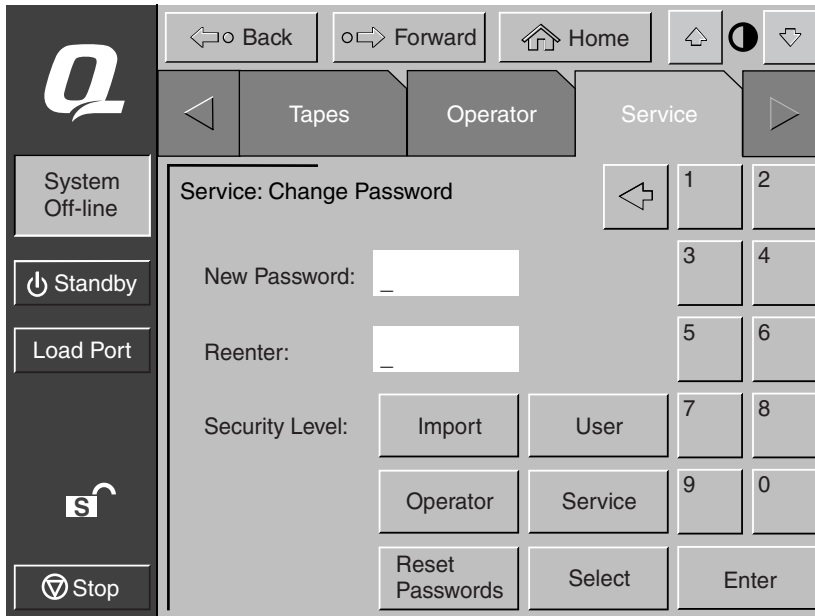 Q
Back
Forward
Home
Tapes
Operator
Service
System
Off-line
Standby
Load Port
S
Stop
Service: Change Password
New Password: _
Reenter: _
Security Level:
Import
User
Operator
Service
Reset
Passwords
Select
1
2
3
4
5
6
7
8
9
0
Enter